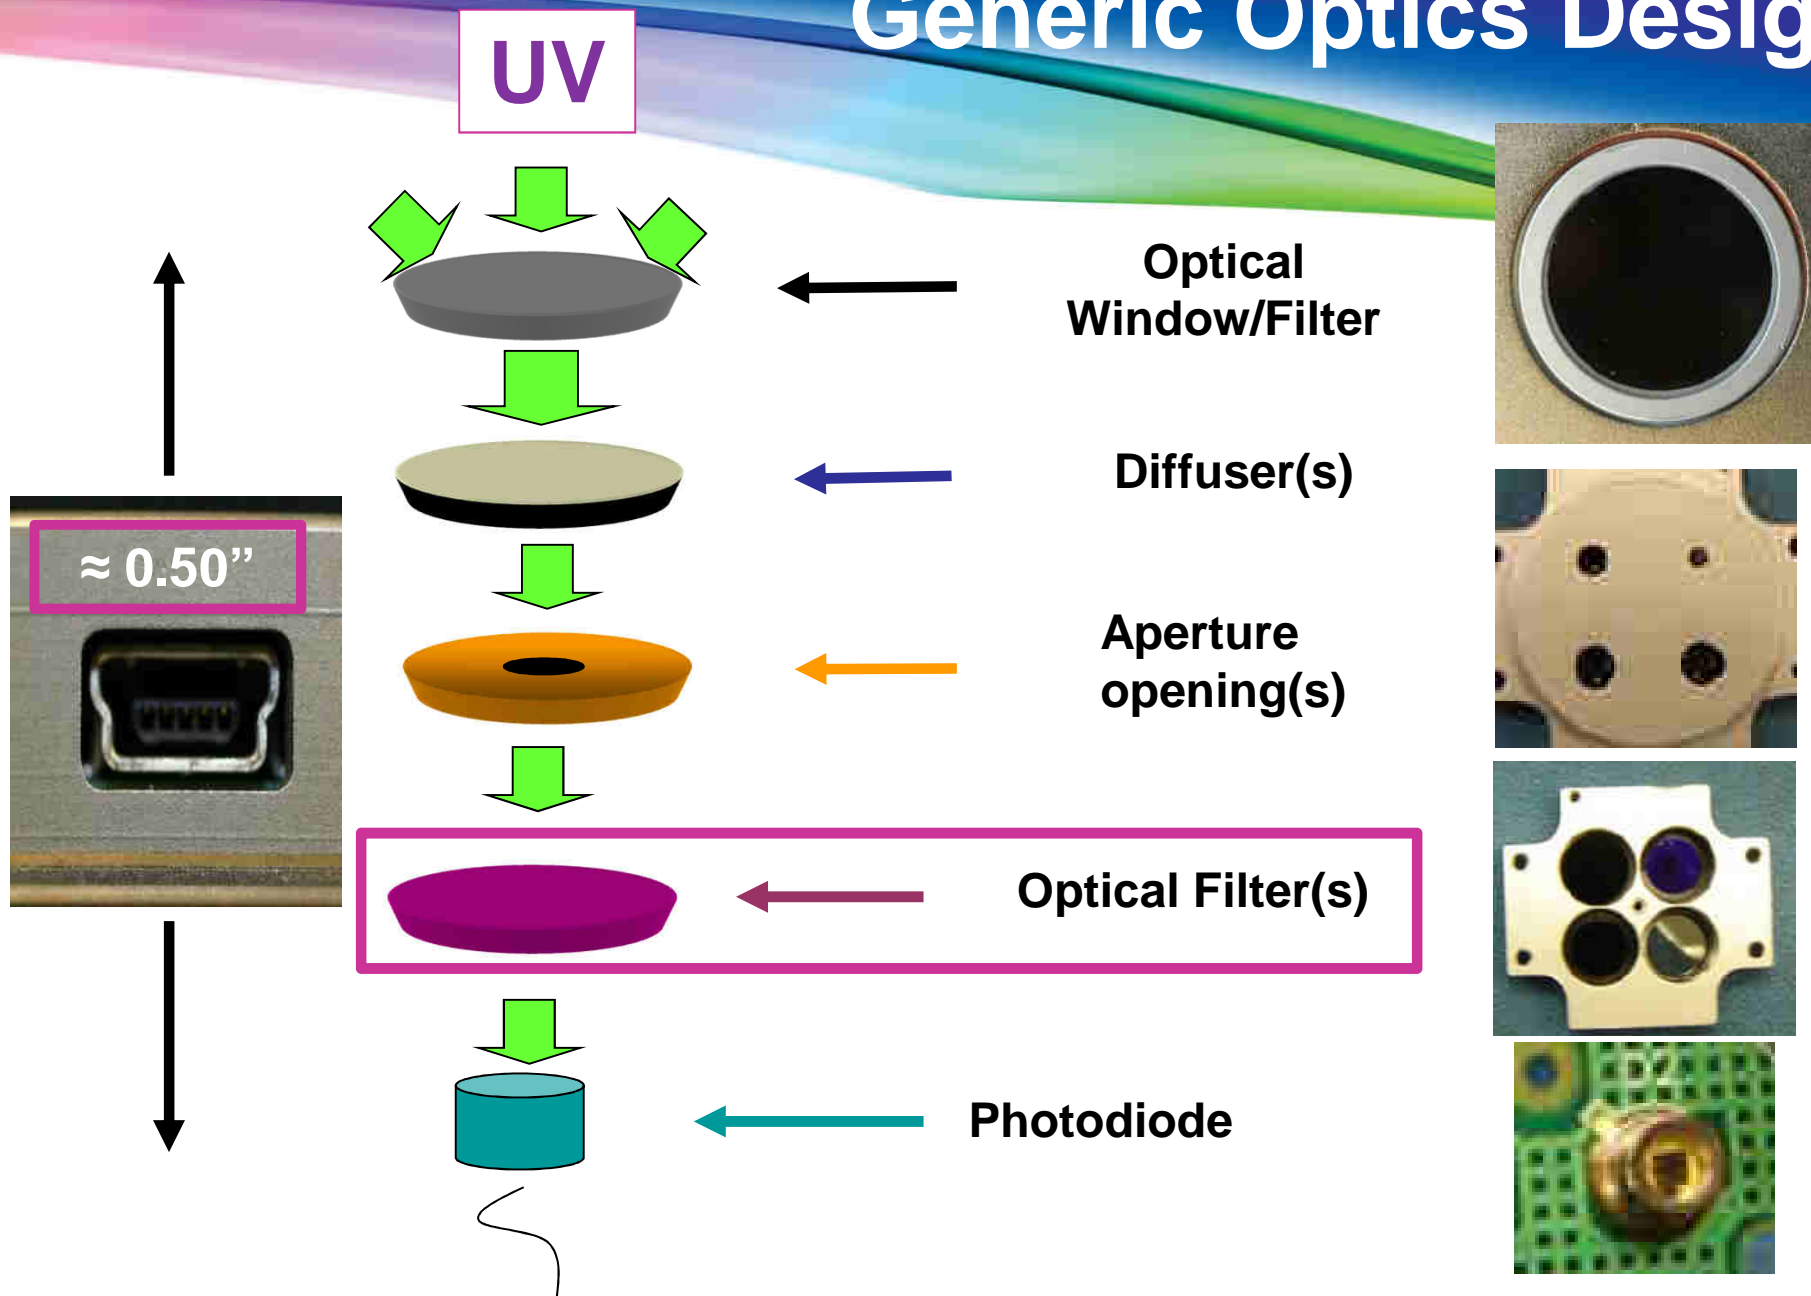 Generic Optics Desig
UV
Optical
Window/Filter
Diffuser(s)
≈ 0.50”
Aperture
opening(s)
Optical Filter(s)
Photodiode